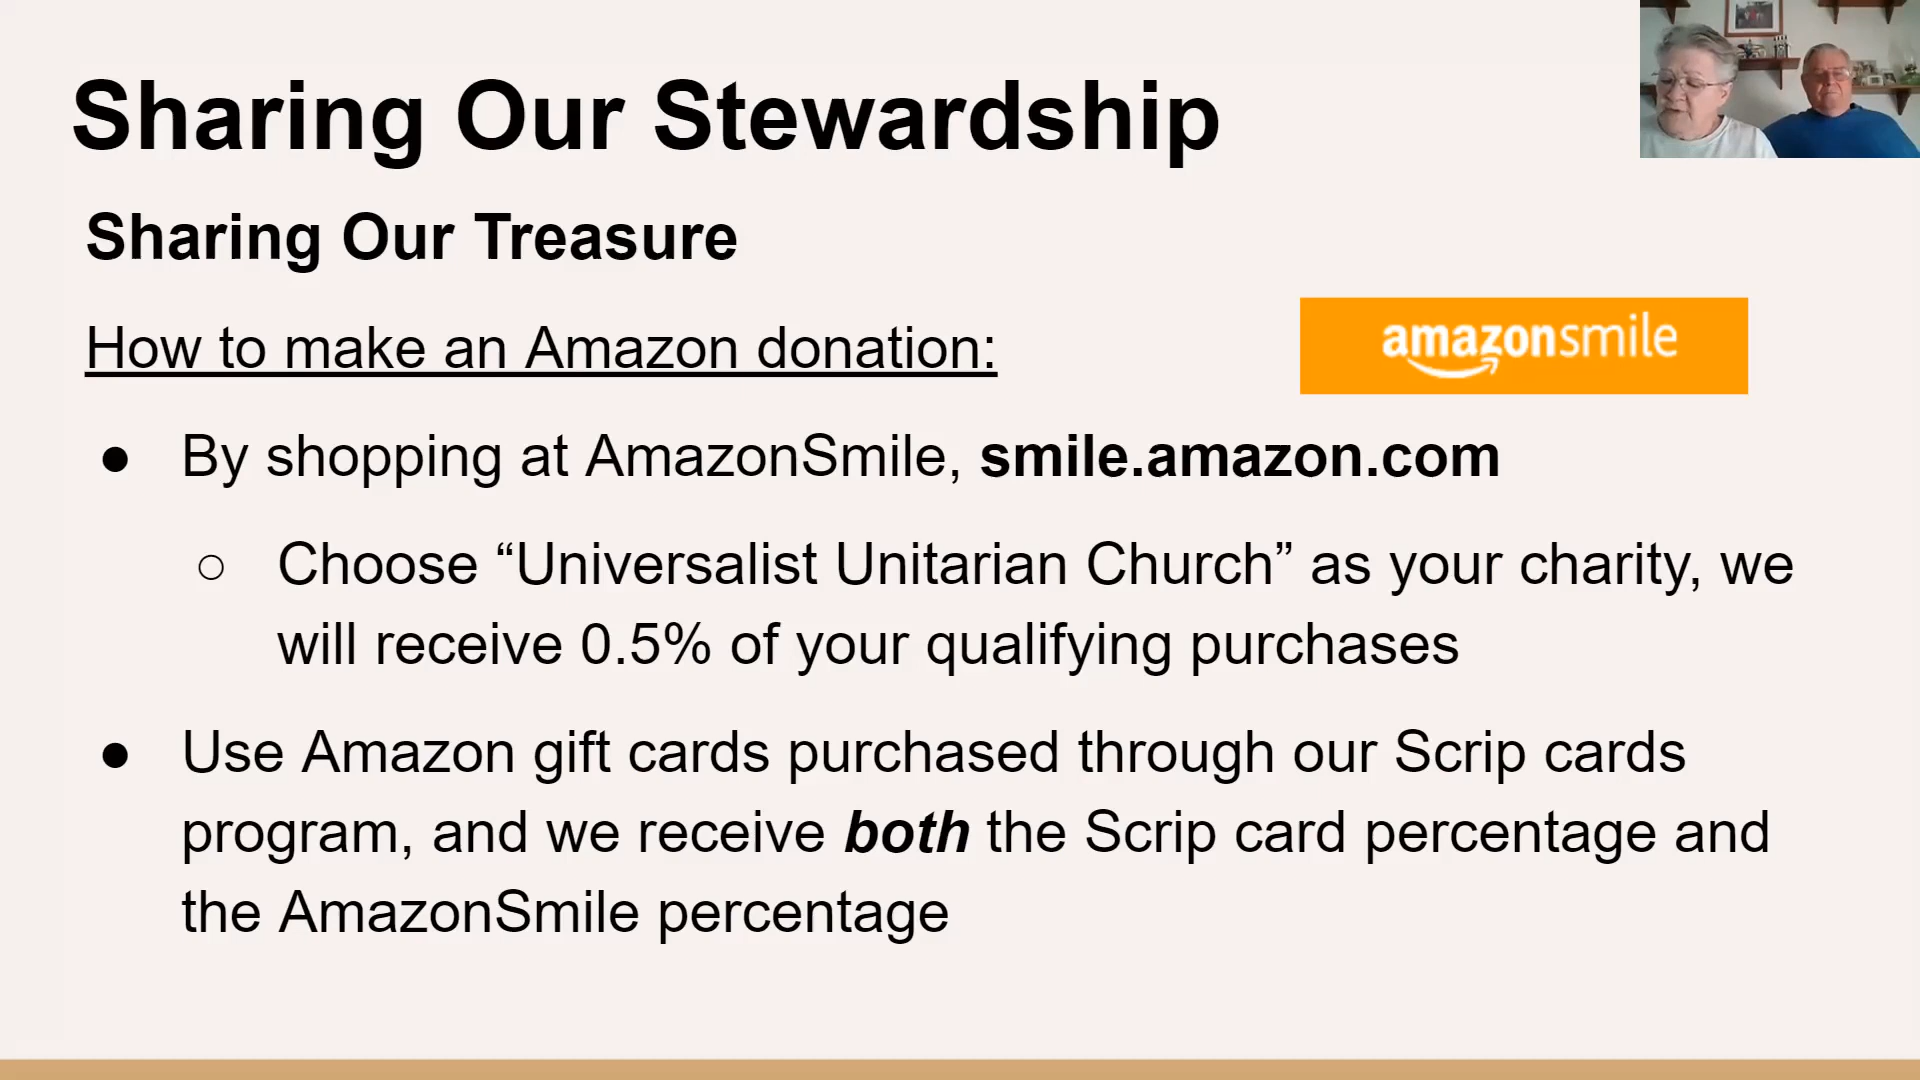 Sharing Our Stewardship
Sharing Our Treasure
How to make an Amazon donation:
amazonsmile
● By shopping at AmazonSmile, smile.amazon.com
○ Choose “Universalist Unitarian Church” as your charity, we
will receive 0.5% of your qualifying purchases
● Use Amazon gift cards purchased through our Scrip cards
program, and we receive both the Scrip card percentage and
the AmazonSmile percentage